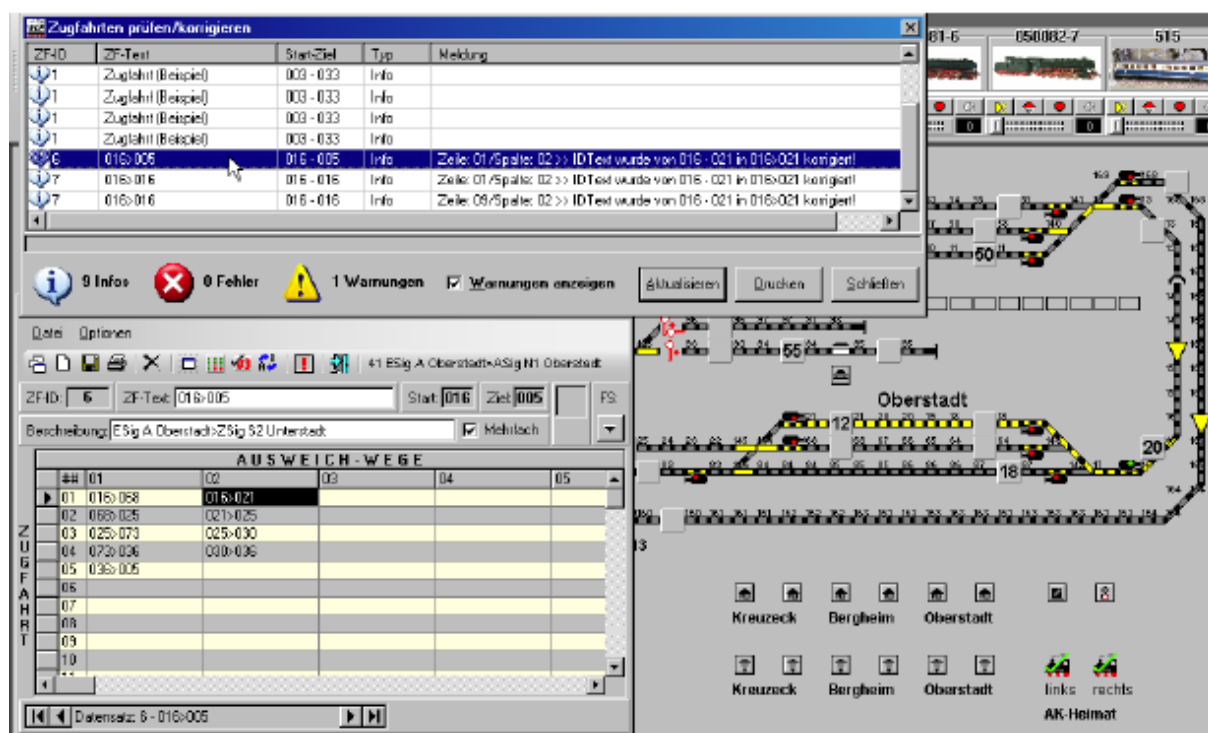 Zugfahrten prüfen/korrigieren
ZF-ID ZF-Text Start-Ziel Typ Meldung
1 Zugfahrt (Beispiel) 003 - 033 Info
1 Zugfahrt (Beispiel) 003 - 033 Info
1 Zugfahrt (Beispiel) 003 - 033 Info
1 Zugfahrt (Beispiel) 003 - 033 Info
6 016>005 016 - 005 Info Zeile: 01/Spalte: 02 >> IDText wurde von 016 - 021 in 016>021 korrigiert!
7 016>016 016 - 016 Info Zeile: 01/Spalte: 02 >> IDText wurde von 016 - 021 in 016>021 korrigiert!
7 016>016 016 - 016 Info Zeile: 09/Spalte: 02 >> IDText wurde von 016 - 021 in 016>021 korrigiert!
9 Infos 0 Fehler 1 Warnungen Warnungen anzeigen Aktualisieren Drucken Schließen
81-6 050082-7 515
0 0
50
55
Oberstadt
12
20
18
Datei Optionen
41 ESig A Oberstadt>ASig N1 Oberstadt
ZF-ID: 6 ZF-Text: 016>005 Start: 016 Ziel: 005 FS:
Beschreibung: ESig A Oberstadt>ZSig S2 Unterstadt Mehrfach
AUSWEICH-WEGE
## 01 02 03 04 05
01 016>068 016>021
02 068>025 021>025
03 025>073 025>030
04 073>036 030>036
05 036>005
06
07
08
09
10
ZUGFAHRT
Datensatz: 6 - 016>005
13
Kreuzeck Bergheim Oberstadt
Kreuzeck Bergheim Oberstadt links rechts
AK-Heimat